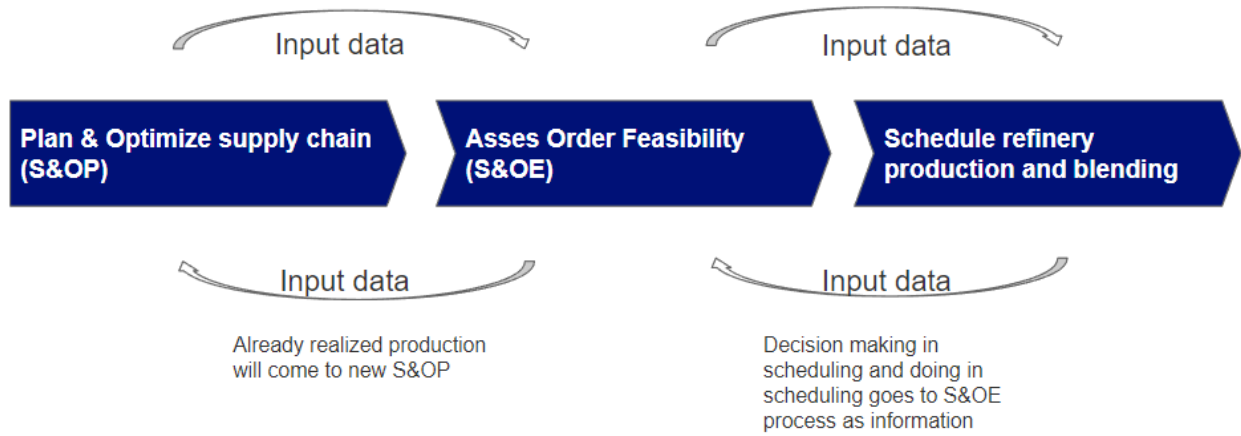 Input data
Input data
Plan & Optimize supply chain
(S&OP)
Asses Order Feasibility
(S&OE)
Schedule refinery
production and blending
Input data
Input data
Already realized production
will come to new S&OP
Decision making in
scheduling and doing in
scheduling goes to S&OE
process as information